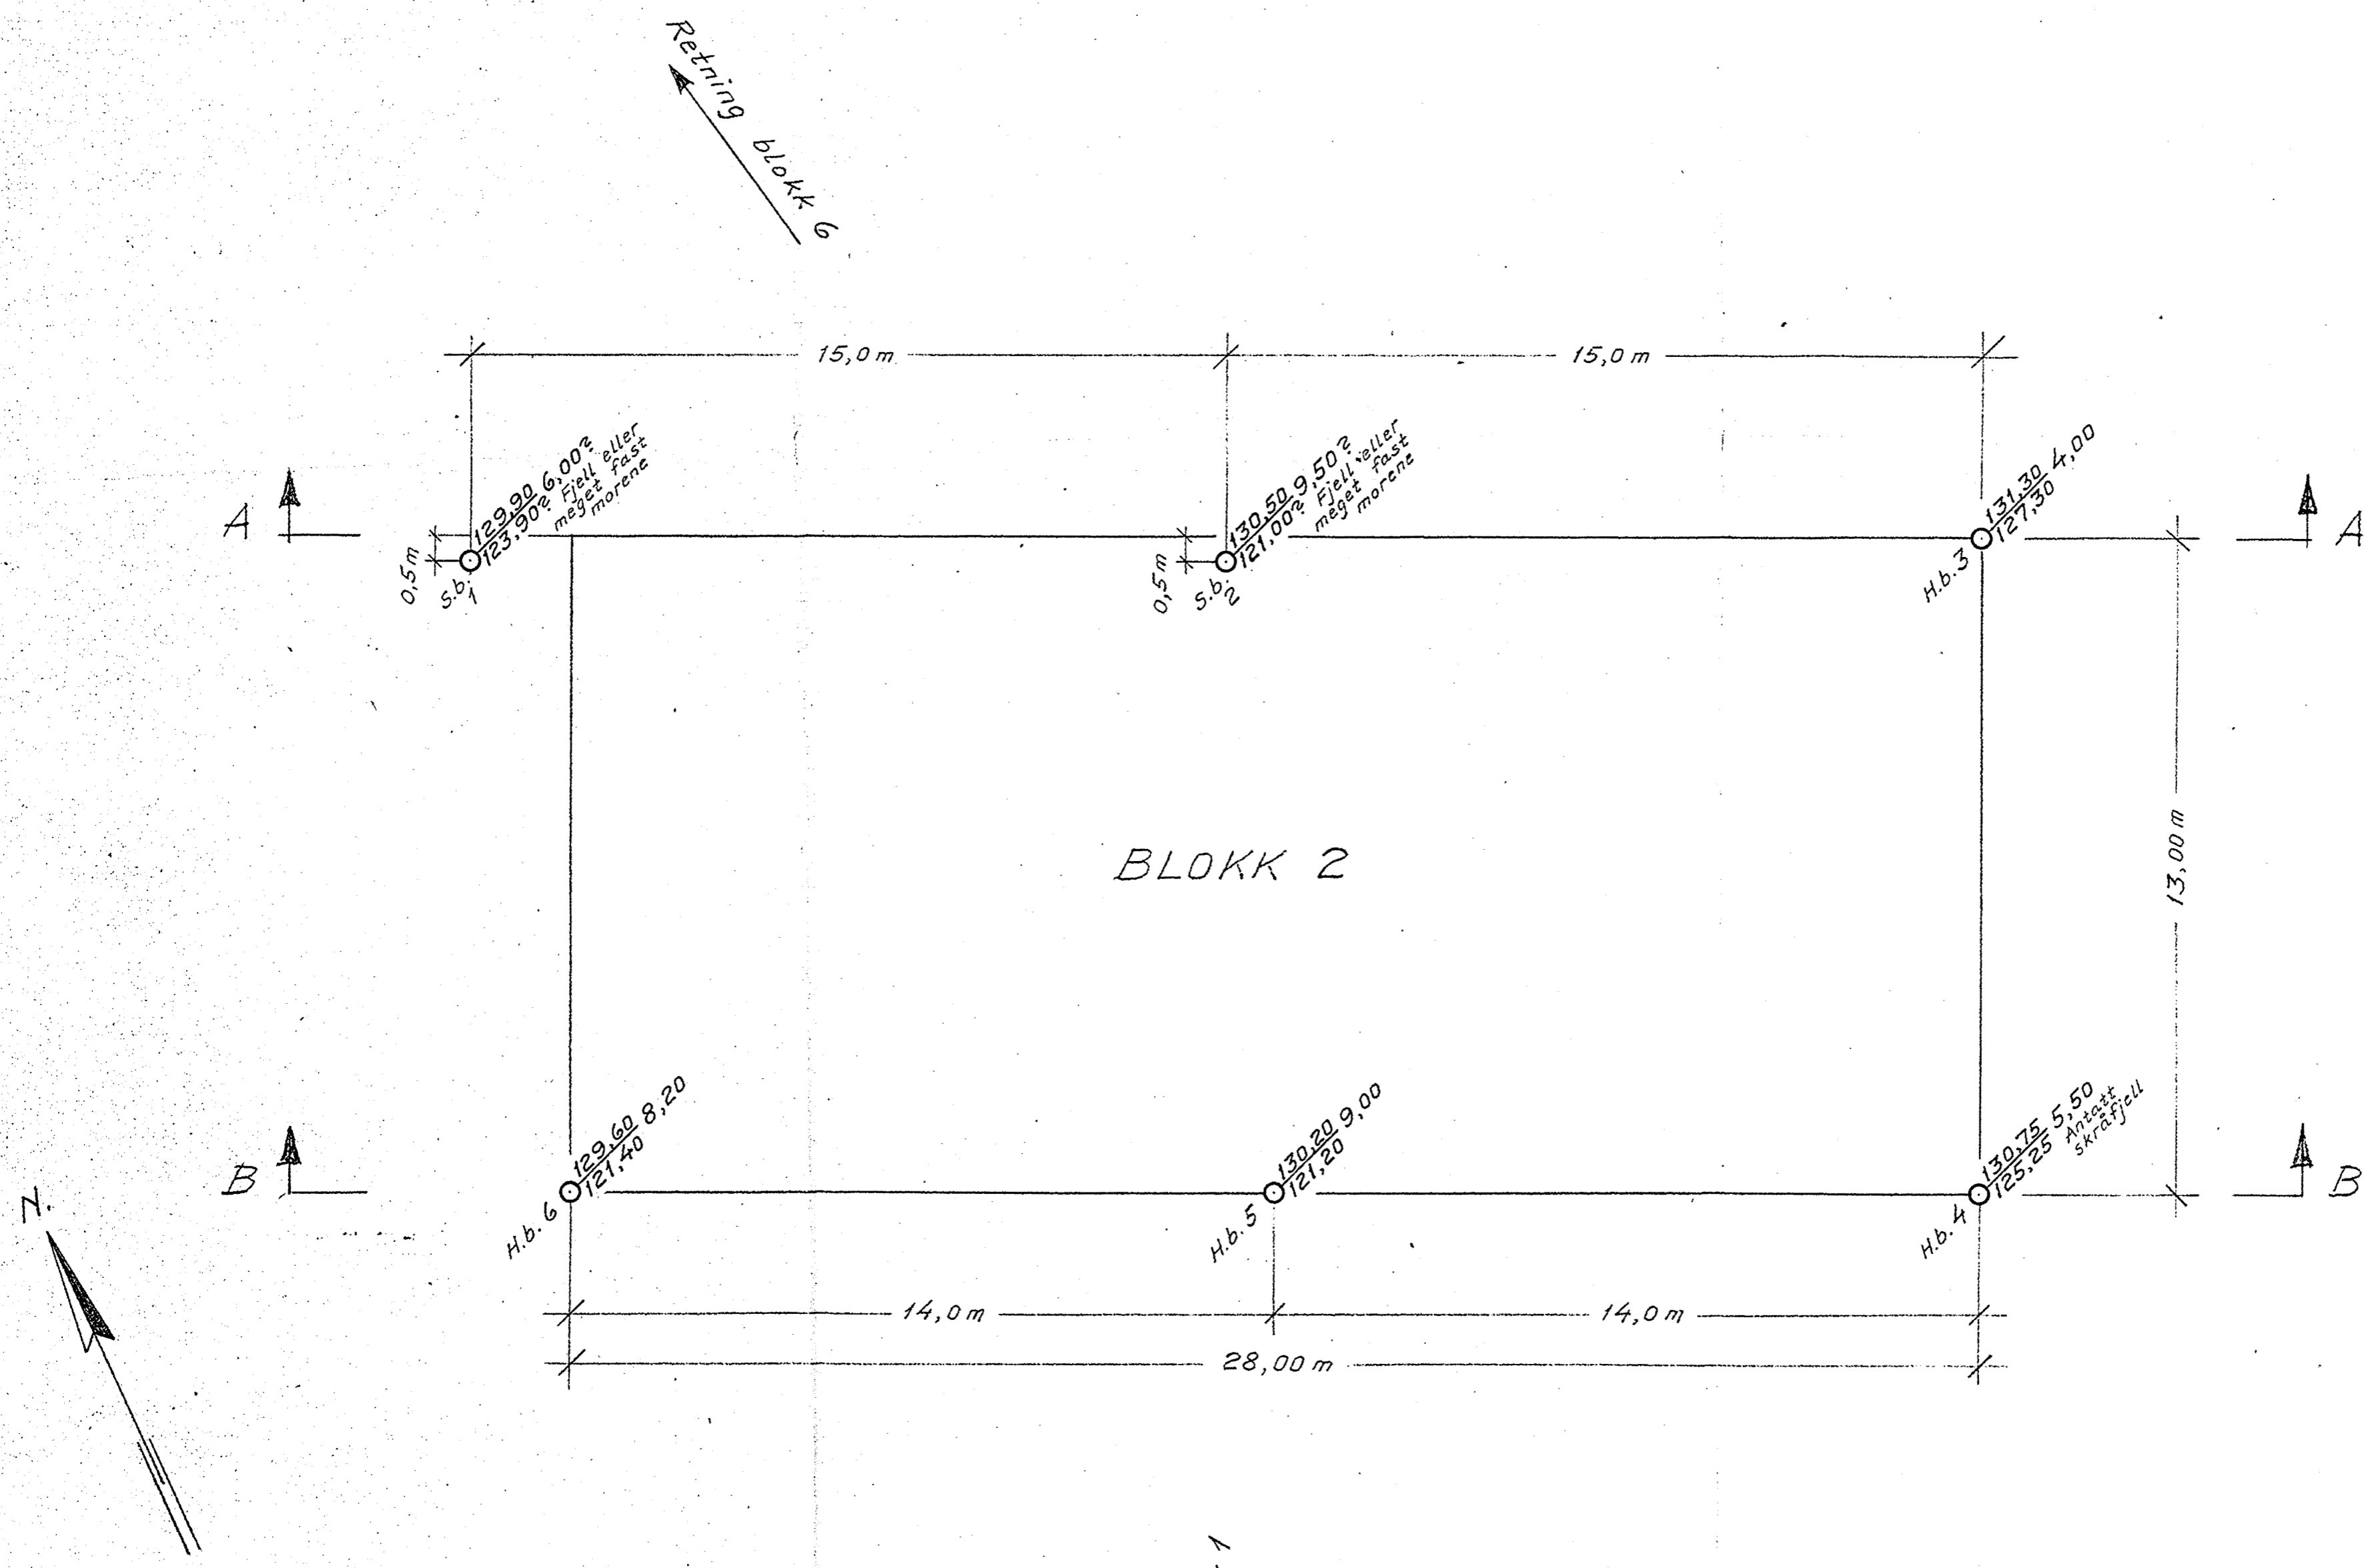 Retning blokk 6
15,0 m
15,0 m
129,90 6,00?
123,90? Fjell eller
meget fast
morene
130,50 9,50?
121,00? Fjell eller
meget fast
morene
131,30 4,00
127,30
A
A
0,5m
S.b. 1
0,5m
S.b. 2
H.b. 3
BLOKK 2
13,00 m
129,60 8,20
121,40
130,20 9,00
121,20
130,75 5,50
125,25 Antatt
skråfjell
B
B
N.
H.b. 6
H.b. 5
H.b. 4
14,0 m
14,0 m
28,00 m